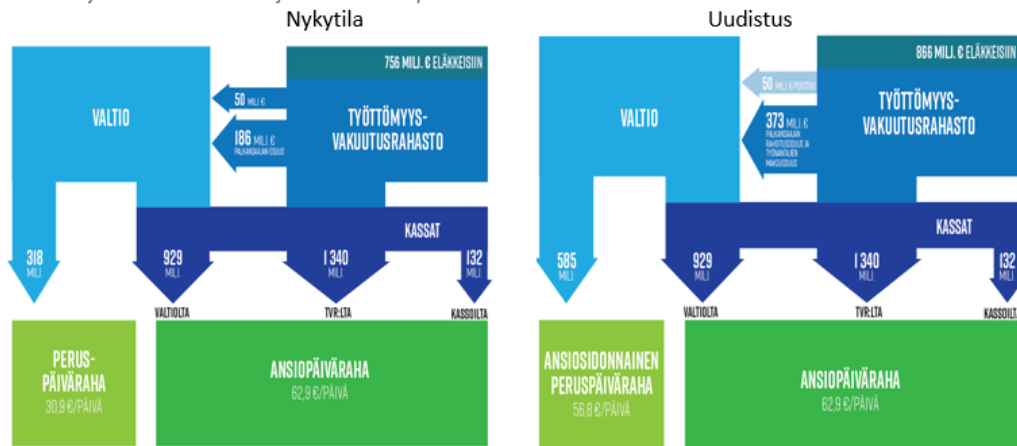 Nykytila
756 MILJ. € ELÄKKEISIIN
VALTIO
50 MILJ €
186 MILJ. €
PALKANSAAJAN OSUUS
TYÖTTÖMYYS-
VAKUUTUSRAHASTO
KASSAT
318
MILJ.
929
MILJ.
1 340
MILJ.
132
MILJ.
VALTIOLTA
TVR:LTA
KASSOILTA
PERUS-
PÄIVÄRAHA
30,9 €/PÄIVÄ
ANSIOPÄIVÄRAHA
62,9 €/PÄIVÄ
Uudistus
866 MILJ. € ELÄKKEISIIN
VALTIO
50 MILJ € POISTUU
373 MILJ. €
PALKANSAAJAN
RAHOITUSOSUUS JA
TYÖNANTAJIEN
MAKSUOSUUS
TYÖTTÖMYYS-
VAKUUTUSRAHASTO
KASSAT
585
MILJ.
929
MILJ.
1 340
MILJ.
132
MILJ.
VALTIOLTA
TVR:LTA
KASSOILTA
ANSIOSIDONNAINEN
PERUSPÄIVÄRAHA
56,8 €/PÄIVÄ
ANSIOPÄIVÄRAHA
62,9 €/PÄIVÄ